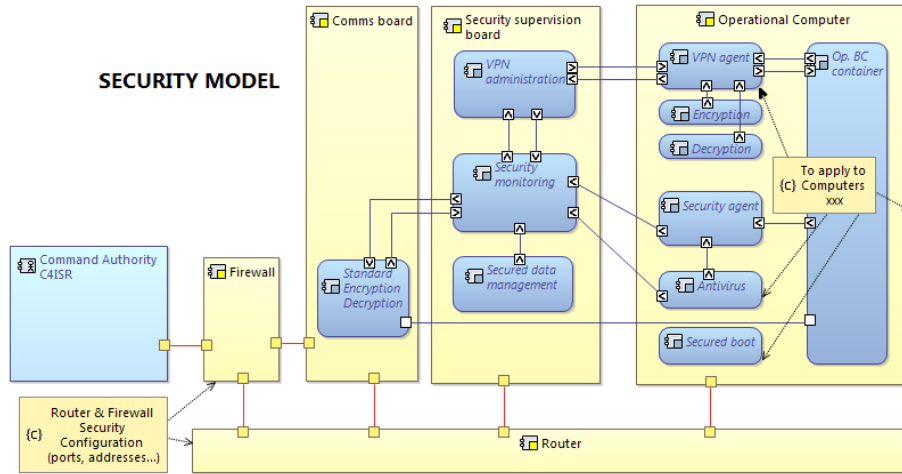 SECURITY MODEL
Comms board
Security supervision
board
Operational Computer
VPN
administration
VPN agent
Op. BC
container
Encryption
Decryption
Security
monitoring
To apply to
{c} Computers
xxx
Security agent
Command Authority
C4ISR
Firewall
Standard
Encryption
Decryption
Secured data
management
Antivirus
Secured boot
Router & Firewall
Security
{c} Configuration
(ports, addresses...)
Router